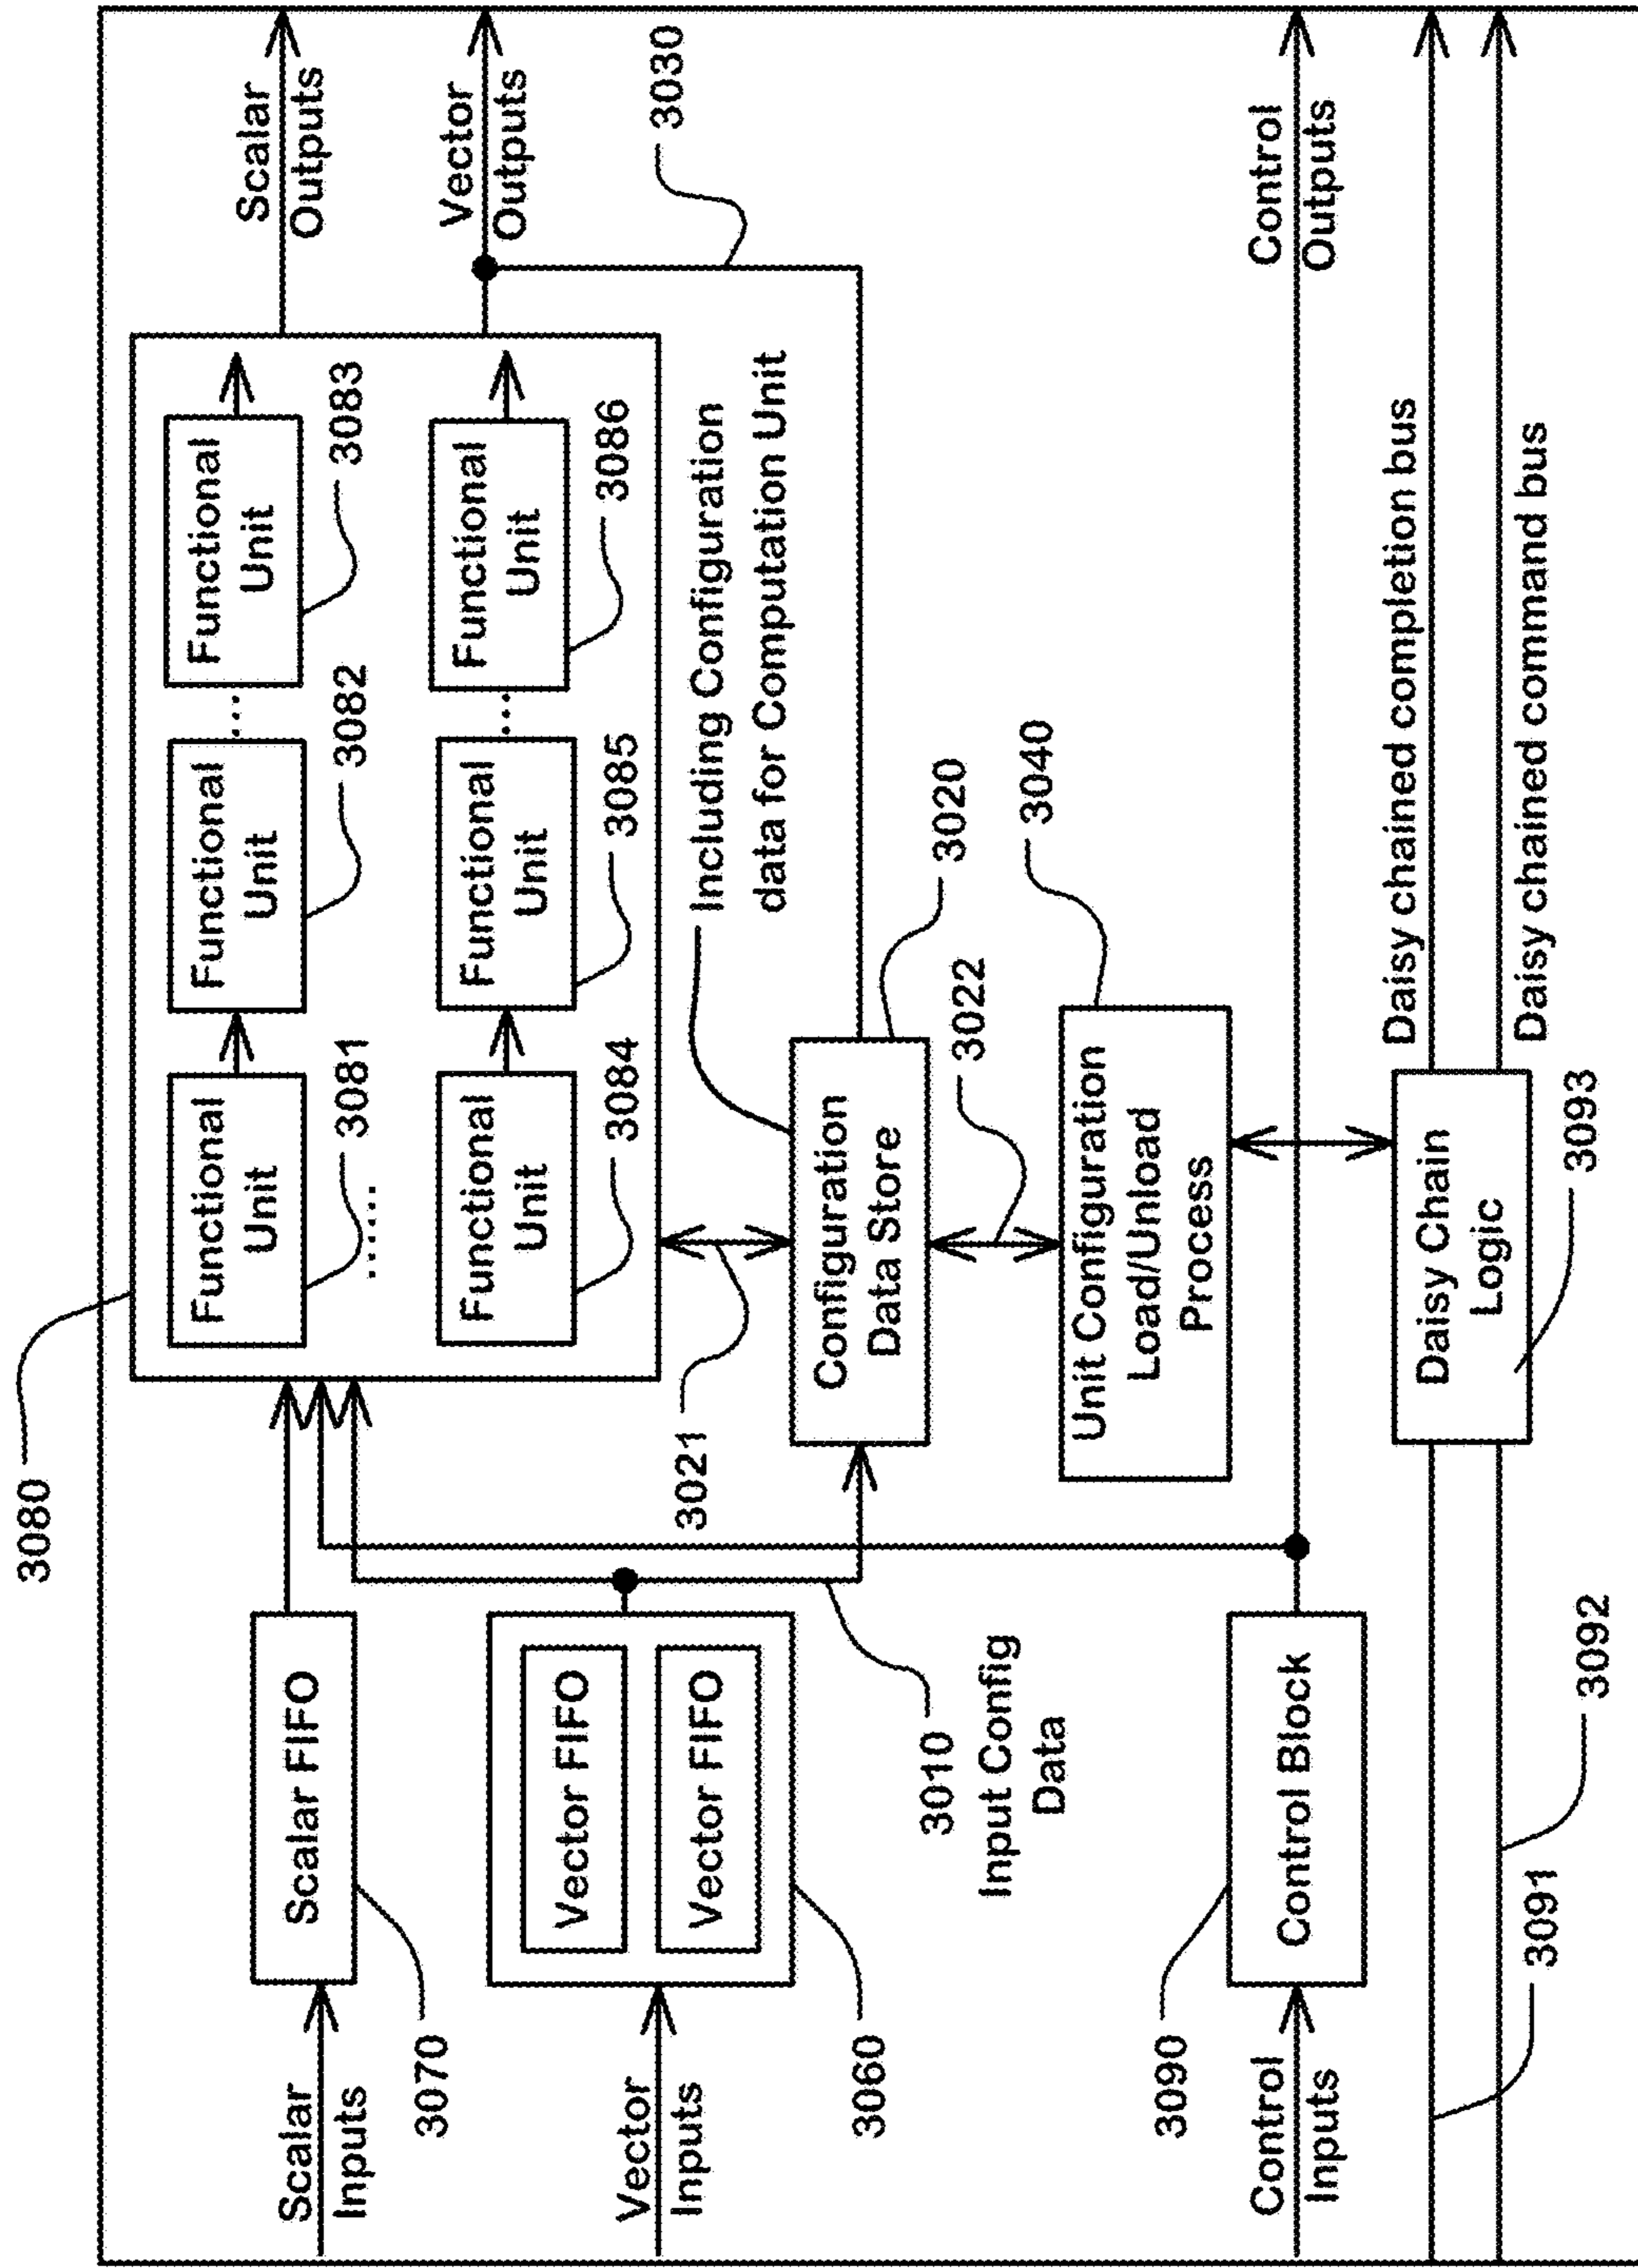 3080
Scalar
Inputs
Scalar FIFO
3070
Functional
Unit
3081
Functional
Unit
3082
...
Functional
Unit
3083
Scalar
Outputs
......
Vector
Inputs
Vector FIFO
Vector FIFO
3060
Functional
Unit
3084
Functional
Unit
3085
...
Functional
Unit
3086
Vector
Outputs
3030
3021
Including Configuration
data for Computation Unit
Configuration
Data Store
3020
3022
3010
Input Config
Data
Unit Configuration
Load/Unload
Process
3040
3090
Control
Inputs
Control Block
Control
Outputs
Daisy chained completion bus
Daisy Chain
Logic
Daisy chained command bus
3091
3092
3093